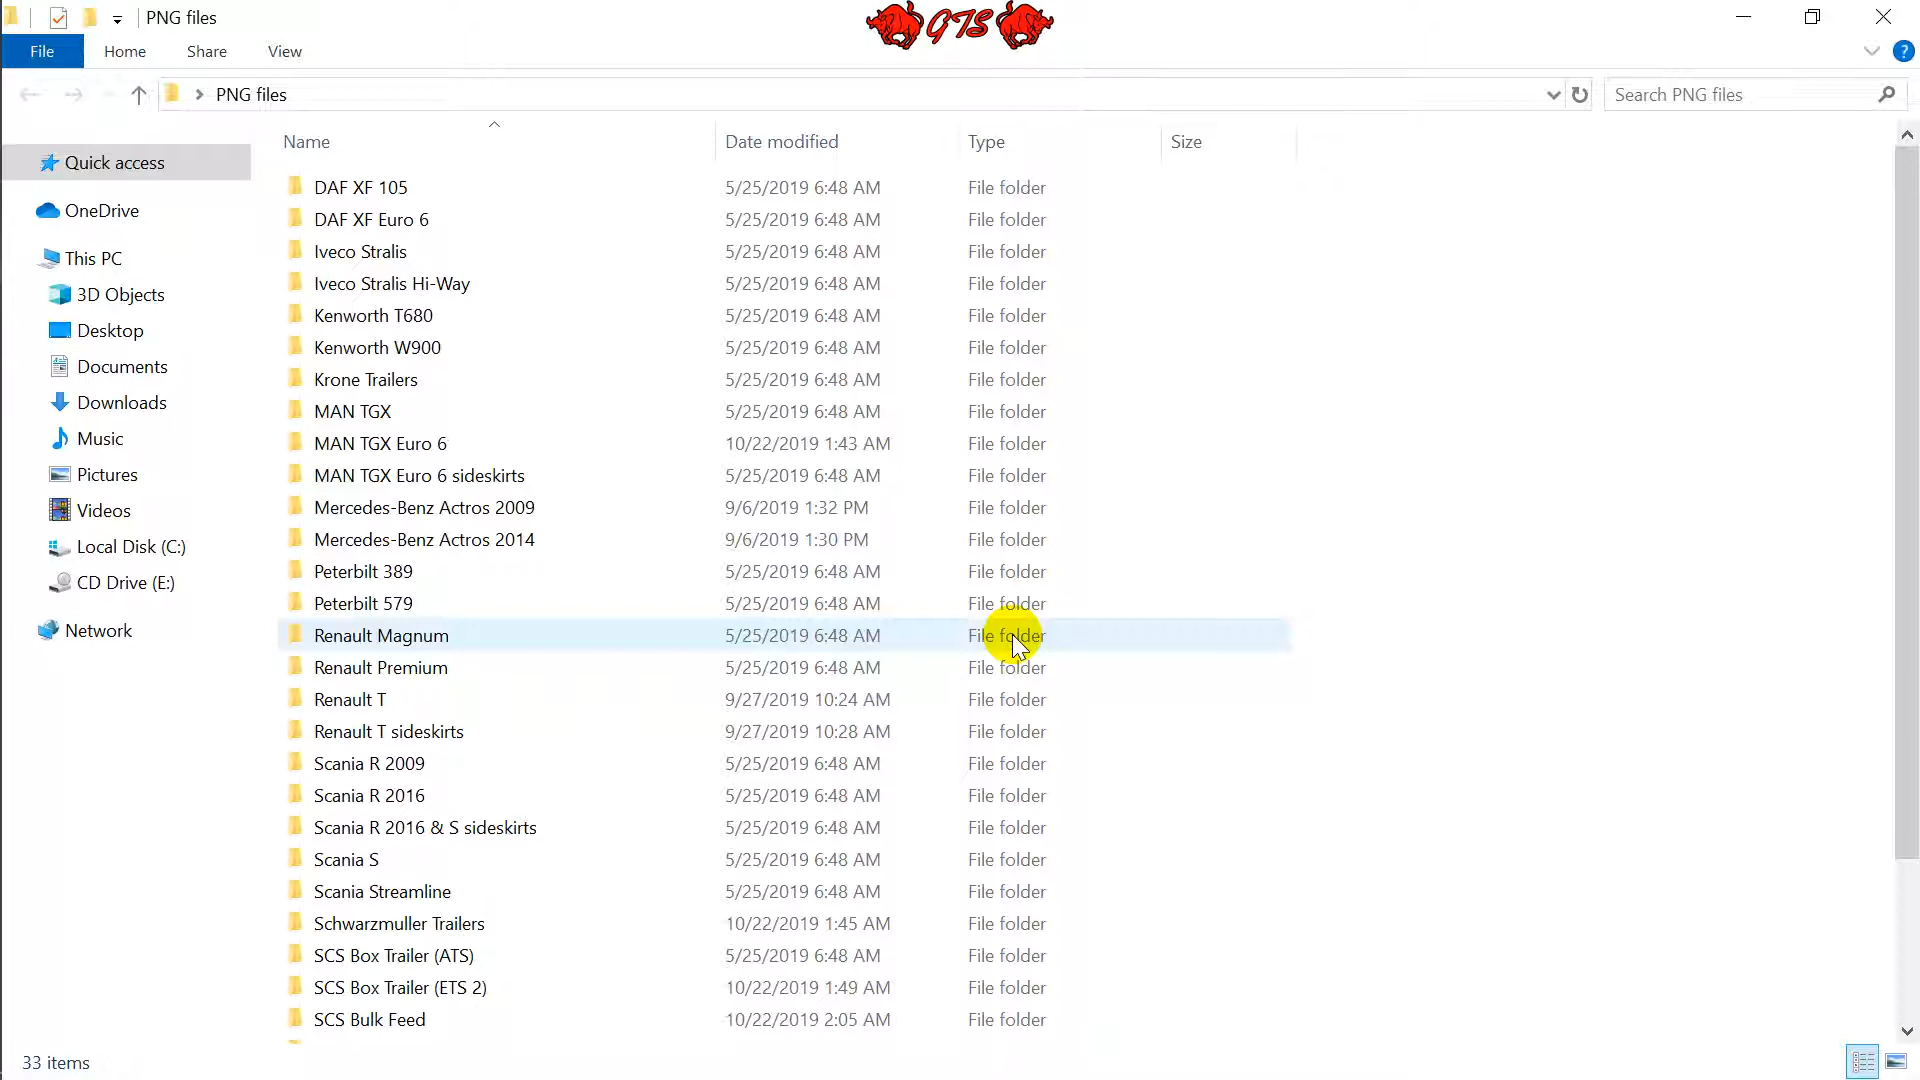 PNG files
GTS
File Home Share View
PNG files
Search PNG files
Name Date modified Type Size
Quick access
OneDrive
This PC
3D Objects
Desktop
Documents
Downloads
Music
Pictures
Videos
Local Disk (C:)
CD Drive (E:)
Network
DAF XF 105 5/25/2019 6:48 AM File folder
DAF XF Euro 6 5/25/2019 6:48 AM File folder
Iveco Stralis 5/25/2019 6:48 AM File folder
Iveco Stralis Hi-Way 5/25/2019 6:48 AM File folder
Kenworth T680 5/25/2019 6:48 AM File folder
Kenworth W900 5/25/2019 6:48 AM File folder
Krone Trailers 5/25/2019 6:48 AM File folder
MAN TGX 5/25/2019 6:48 AM File folder
MAN TGX Euro 6 10/22/2019 1:43 AM File folder
MAN TGX Euro 6 sideskirts 5/25/2019 6:48 AM File folder
Mercedes-Benz Actros 2009 9/6/2019 1:32 PM File folder
Mercedes-Benz Actros 2014 9/6/2019 1:30 PM File folder
Peterbilt 389 5/25/2019 6:48 AM File folder
Peterbilt 579 5/25/2019 6:48 AM File folder
Renault Magnum 5/25/2019 6:48 AM File folder
Renault Premium 5/25/2019 6:48 AM File folder
Renault T 9/27/2019 10:24 AM File folder
Renault T sideskirts 9/27/2019 10:28 AM File folder
Scania R 2009 5/25/2019 6:48 AM File folder
Scania R 2016 5/25/2019 6:48 AM File folder
Scania R 2016 & S sideskirts 5/25/2019 6:48 AM File folder
Scania S 5/25/2019 6:48 AM File folder
Scania Streamline 5/25/2019 6:48 AM File folder
Schwarzmuller Trailers 10/22/2019 1:45 AM File folder
SCS Box Trailer (ATS) 5/25/2019 6:48 AM File folder
SCS Box Trailer (ETS 2) 10/22/2019 1:49 AM File folder
SCS Bulk Feed 10/22/2019 2:05 AM File folder
33 items